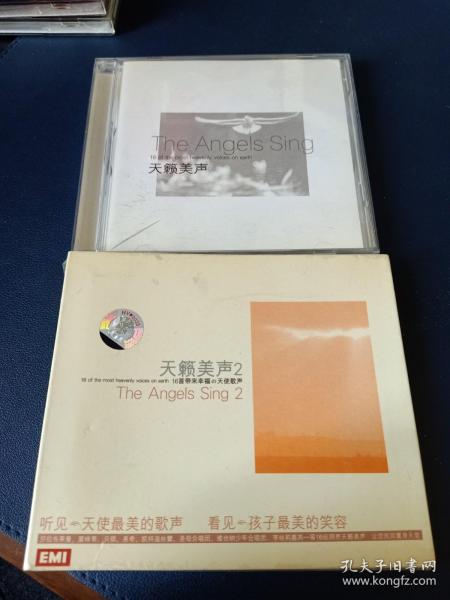 The Angels Sing
16 of the most heavenly voices on earth
天籁美声
天籁美声2
16 of the most heavenly voices on earth 16首带来幸福の天使歌声
The Angels Sing 2
听见 天使最美的歌声 看见 孩子最美的笑容
EMI
孔夫子旧书网
book.kongfz.com